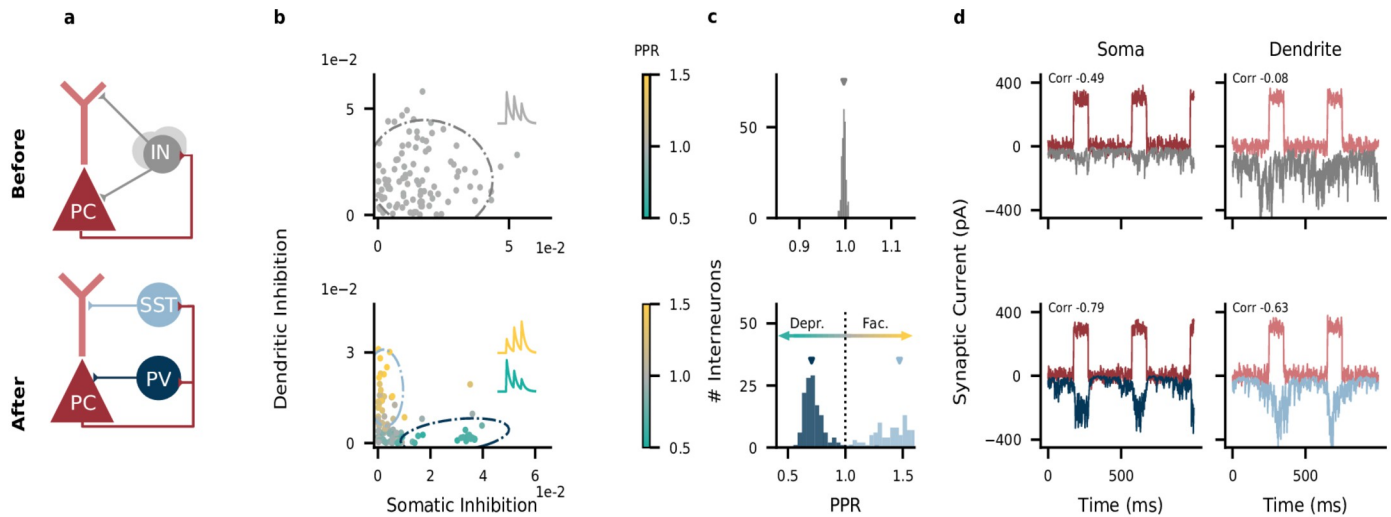 a
b
c
d
Before
IN
PC
1e-2
5
0
0
5
1e-2
PPR
1.5
1.0
0.5
50
0
0.9
1.0
1.1
Soma
Dendrite
Corr -0.49
Corr -0.08
400
0
−400
After
SST
PV
PC
Dendritic Inhibition
1e-2
3
0
0
2
4
6
1e-2
Somatic Inhibition
1.5
1.0
0.5
# Interneurons
Depr.
Fac.
50
25
0
0.5
1.0
1.5
PPR
Synaptic Current (pA)
Corr -0.79
Corr -0.63
400
0
−400
0
500
0
500
Time (ms)
Time (ms)